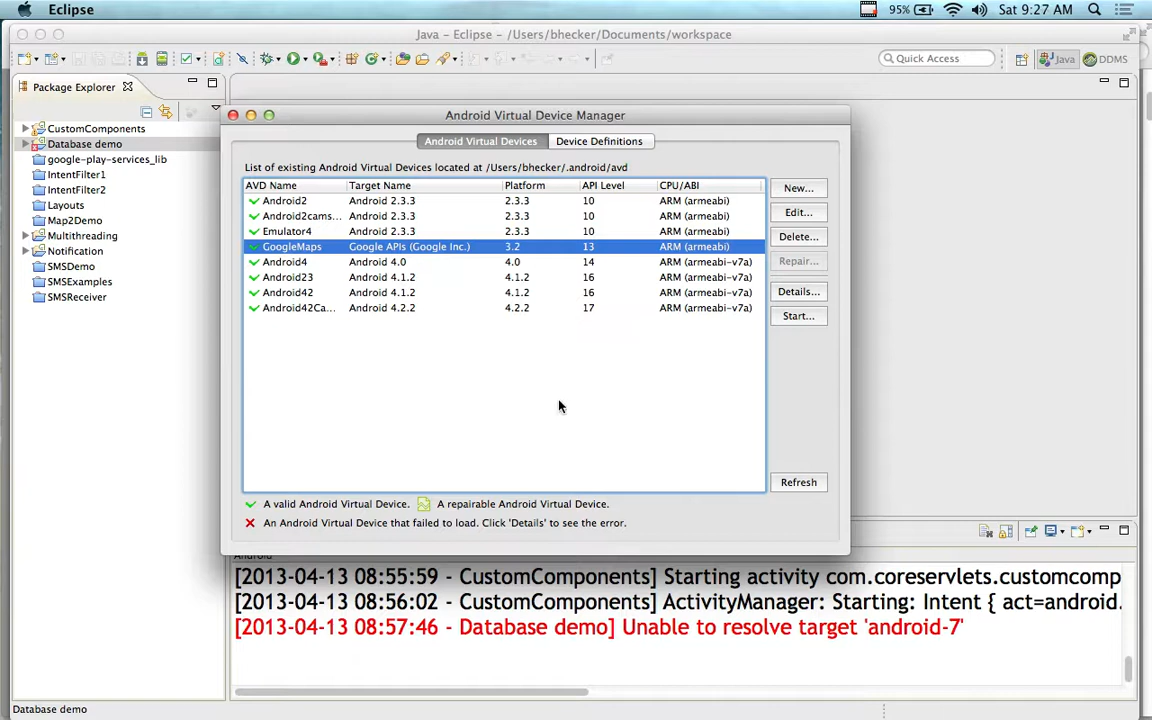 Eclipse 95% Sat 9:27 AM
Java – Eclipse – /Users/bhecker/Documents/workspace
Quick Access Java DDMS
Package Explorer
CustomComponents
Database demo
google-play-services_lib
IntentFilter1
IntentFilter2
Layouts
Map2Demo
Multithreading
Notification
SMSDemo
SMSExamples
SMSReceiver
Android Virtual Device Manager
Android Virtual Devices Device Definitions
List of existing Android Virtual Devices located at /Users/bhecker/.android/avd
AVD Name Target Name Platform API Level CPU/ABI
Android2 Android 2.3.3 2.3.3 10 ARM (armeabi)
Android2cams... Android 2.3.3 2.3.3 10 ARM (armeabi)
Emulator4 Android 2.3.3 2.3.3 10 ARM (armeabi)
GoogleMaps Google APIs (Google Inc.) 3.2 13 ARM (armeabi)
Android4 Android 4.0 4.0 14 ARM (armeabi-v7a)
Android23 Android 4.1.2 4.1.2 16 ARM (armeabi-v7a)
Android42 Android 4.1.2 4.1.2 16 ARM (armeabi-v7a)
Android42Ca... Android 4.2.2 4.2.2 17 ARM (armeabi-v7a)
New...
Edit...
Delete...
Repair...
Details...
Start...
Refresh
A valid Android Virtual Device. A repairable Android Virtual Device.
An Android Virtual Device that failed to load. Click 'Details' to see the error.
Android
[2013-04-13 08:55:59 - CustomComponents] Starting activity com.coreservlets.customcomp
[2013-04-13 08:56:02 - CustomComponents] ActivityManager: Starting: Intent { act=android.
[2013-04-13 08:57:46 - Database demo] Unable to resolve target 'android-7'
Database demo